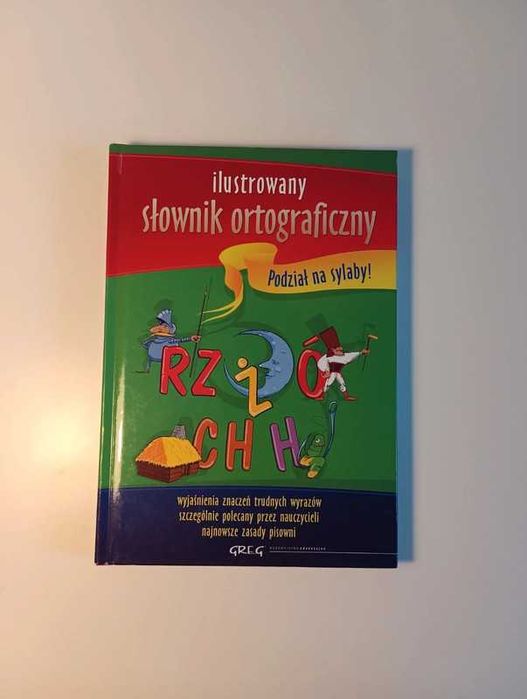 ilustrowany
słownik ortograficzny
Podział na sylaby!
RZ Ż Ó
CH H
wyjaśnienia znaczeń trudnych wyrazów
szczególnie polecany przez nauczycieli
najnowsze zasady pisowni
GREG